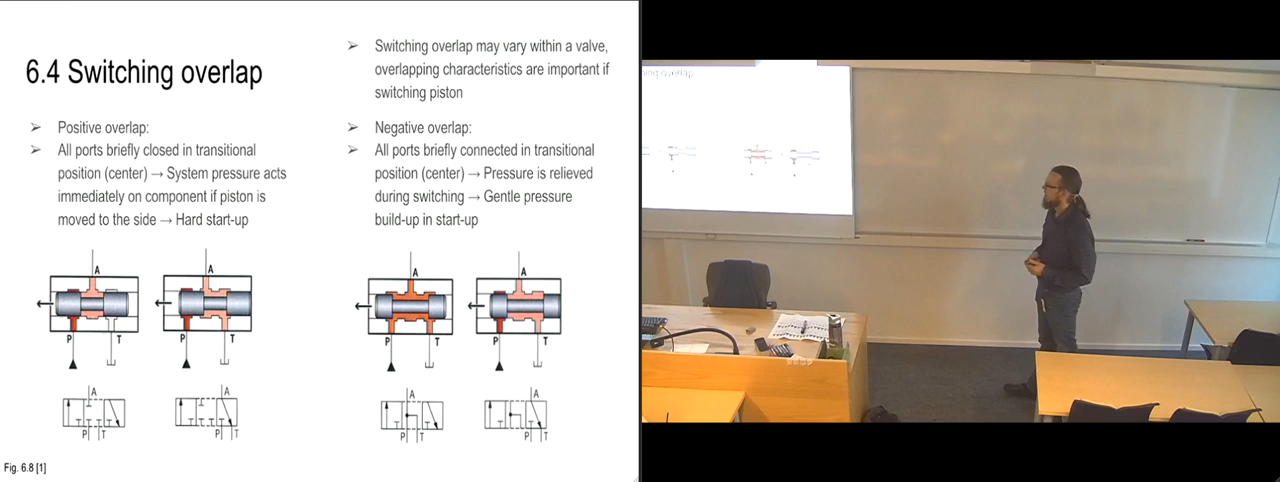 6.4 Switching overlap
➢ Positive overlap:
➢ All ports briefly closed in transitional
position (center) → System pressure acts
immediately on component if piston is
moved to the side → Hard start-up
➢ Switching overlap may vary within a valve,
overlapping characteristics are important if
switching piston
➢ Negative overlap:
➢ All ports briefly connected in transitional
position (center) → Pressure is relieved
during switching → Gentle pressure
build-up in start-up
A
P T
A
P T
A
P T
A
P T
A
P T
A
P T
A
P T
A
P T
Fig. 6.8 [1]
overlap